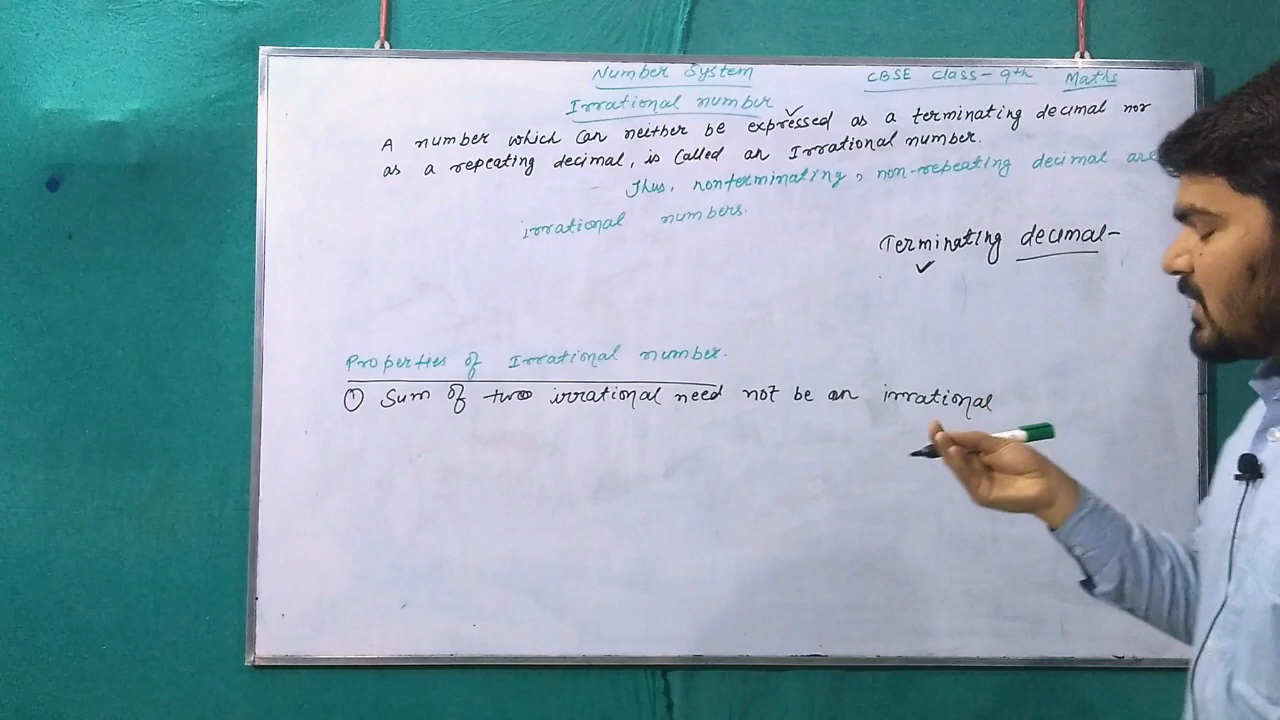 Number System
CBSE Class-9th Maths
Irrational number
A number which can neither be expressed as a terminating decimal nor
as a repeating decimal, is called an Irrational number.
Thus, nonterminating, non-repeating decimal are
irrational numbers.
Terminating decimal-
Properties of Irrational number.
① Sum of two irrational need not be an irrational